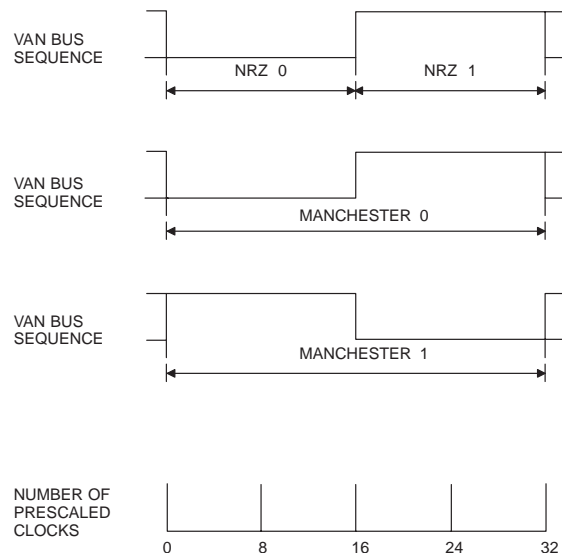 VAN BUS
SEQUENCE
NRZ 0
NRZ 1
VAN BUS
SEQUENCE
MANCHESTER 0
VAN BUS
SEQUENCE
MANCHESTER 1
NUMBER OF
PRESCALED
CLOCKS
0 8 16 24 32